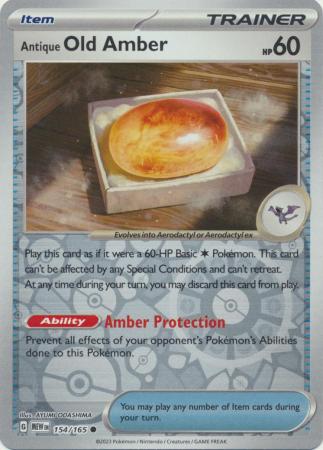 Item
TRAINER
Antique Old Amber
HP 60
Evolves into Aerodactyl or Aerodactyl ex
Play this card as if it were a 60-HP Basic Pokémon. This card
can't be affected by any Special Conditions and can't retreat.
At any time during your turn, you may discard this card from play.
Ability Amber Protection
Prevent all effects of your opponent's Pokémon's Abilities
done to this Pokémon.
Illus. AYUMI ODASHIMA
G MEW EN 154/165
You may play any number of Item cards during
your turn.
©2023 Pokémon / Nintendo / Creatures / GAME FREAK